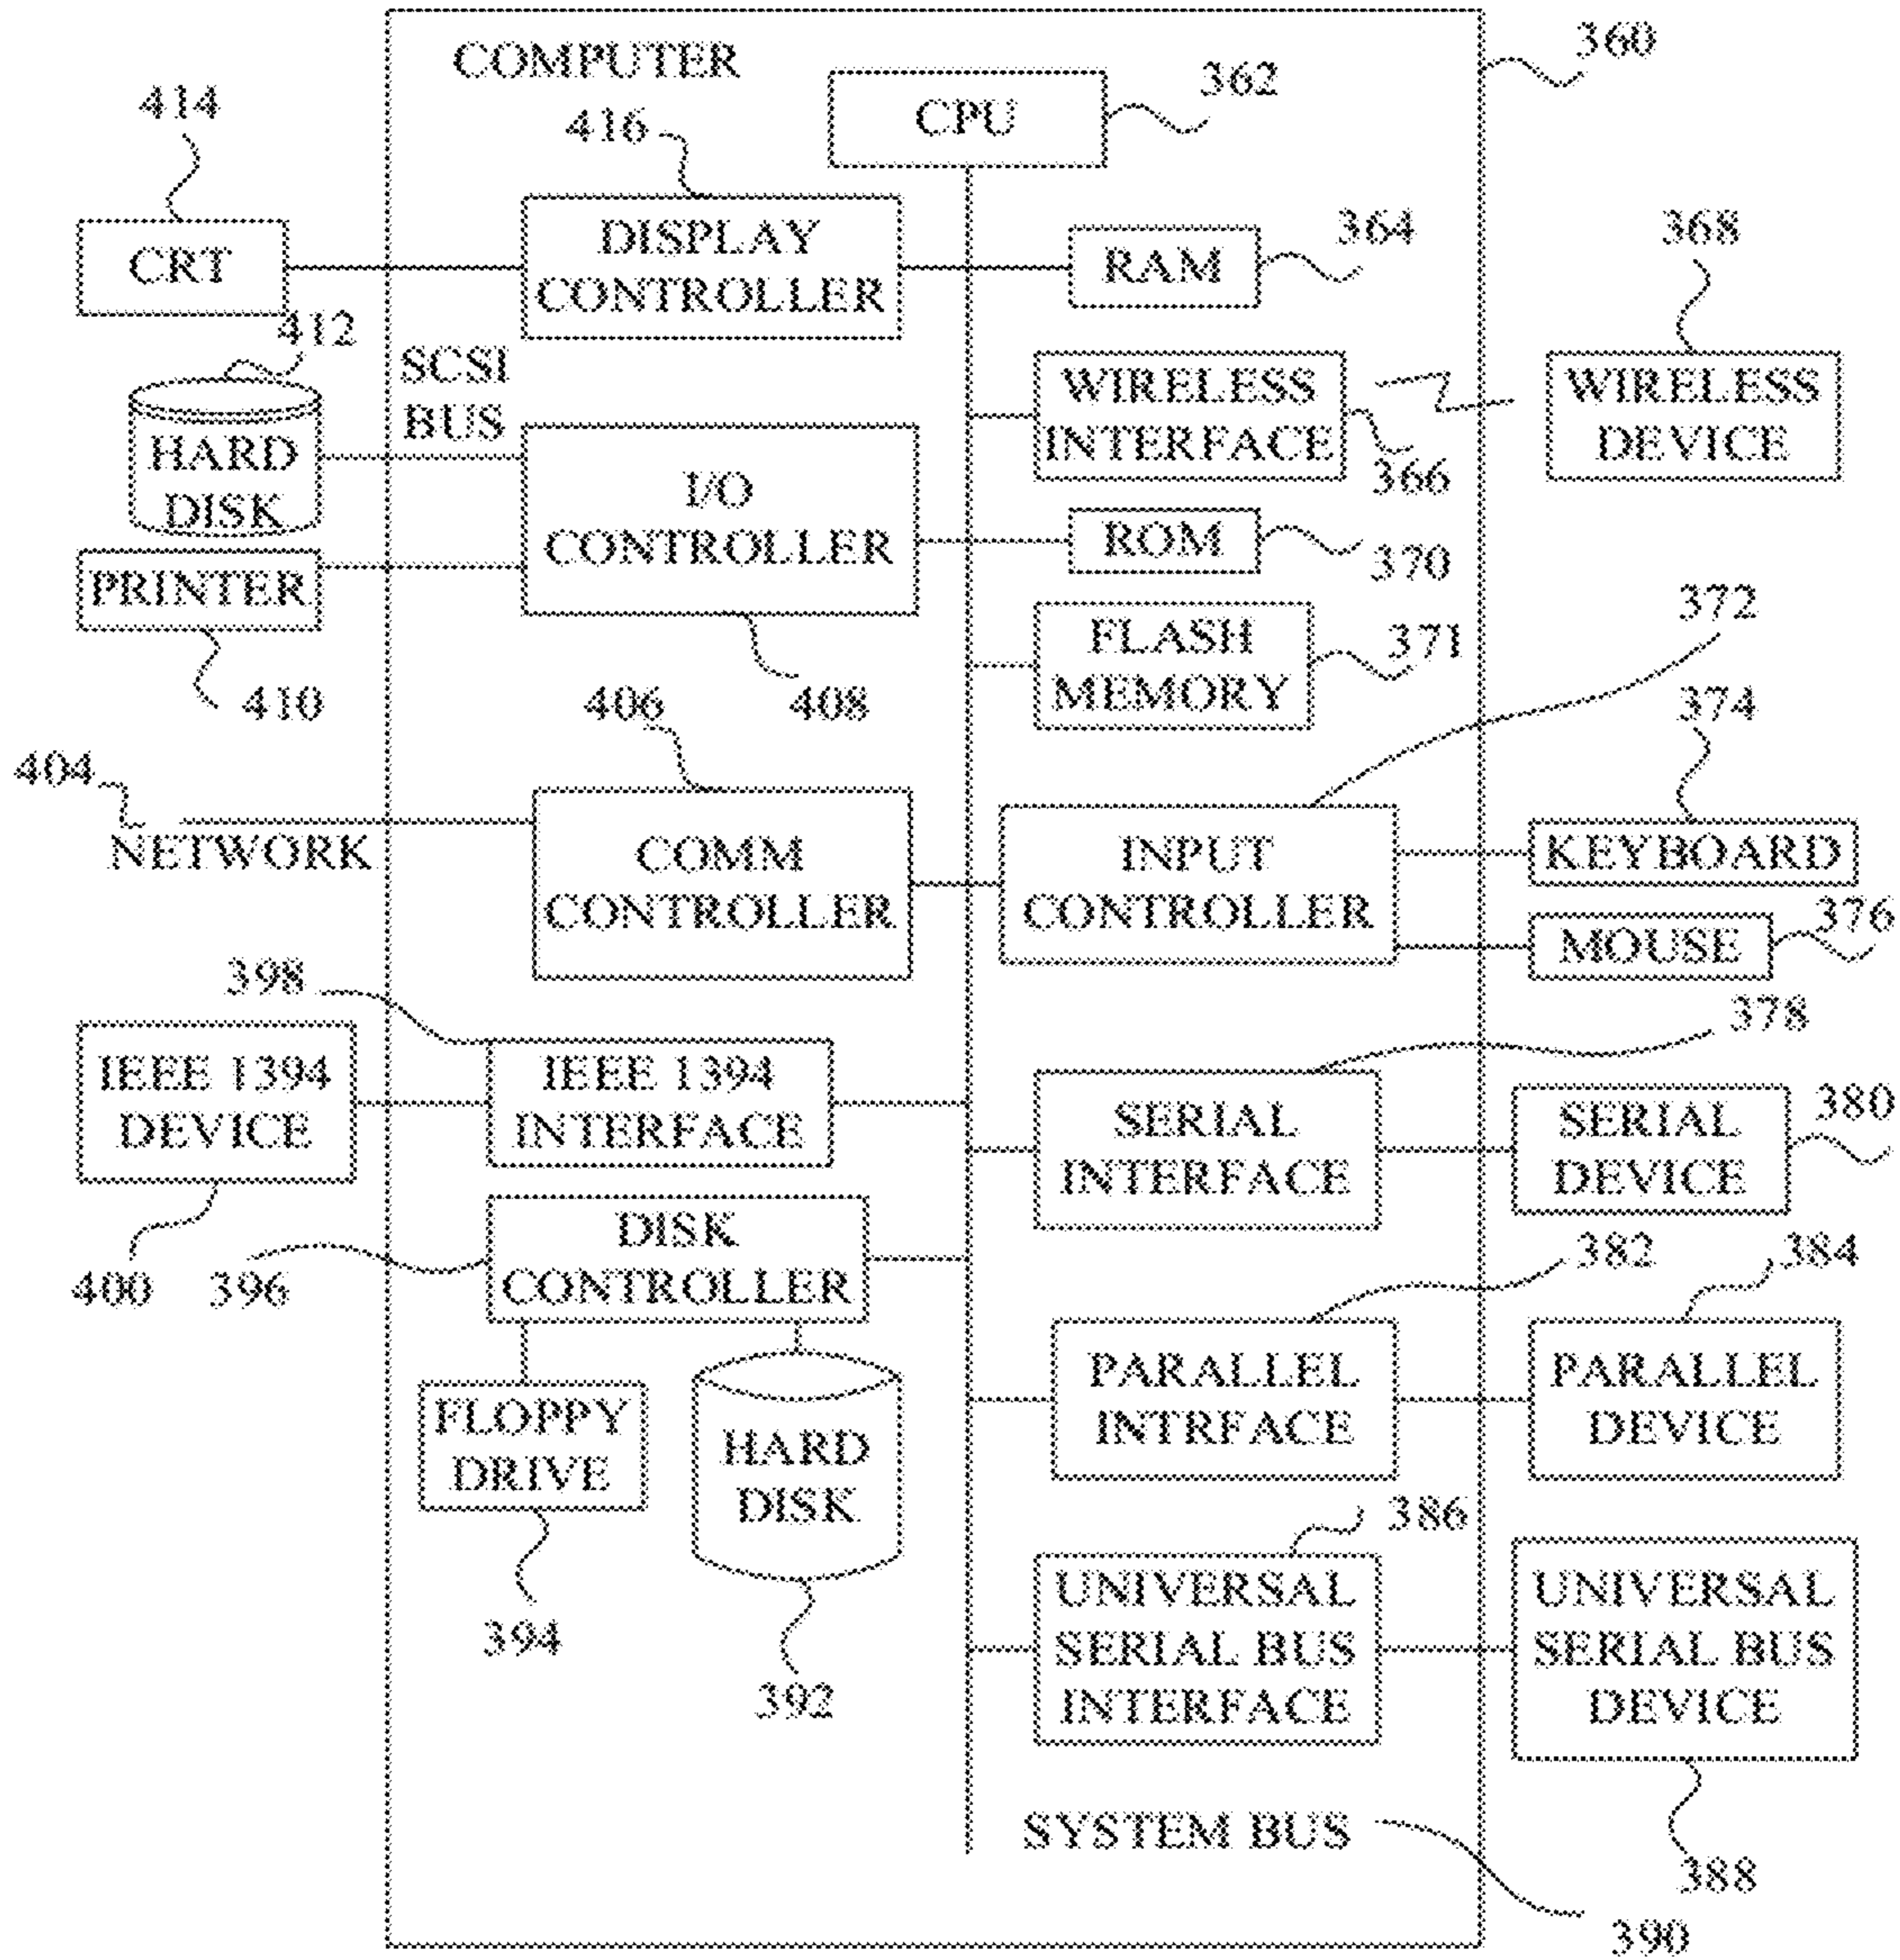 COMPUTER
360
362
CPU
414
416
CRT
DISPLAY
CONTROLLER
RAM
364
368
412
SCSI
BUS
HARD
DISK
WIRELESS
INTERFACE
366
WIRELESS
DEVICE
I/O
CONTROLLER
ROM
370
PRINTER
410
408
FLASH
MEMORY
371
372
374
404
NETWORK
406
COMM
CONTROLLER
INPUT
CONTROLLER
KEYBOARD
MOUSE
376
398
378
IEEE 1394
DEVICE
400
IEEE 1394
INTERFACE
SERIAL
INTERFACE
SERIAL
DEVICE
380
396
DISK
CONTROLLER
382
384
PARALLEL
INTRFACE
PARALLEL
DEVICE
FLOPPY
DRIVE
394
HARD
DISK
392
386
UNIVERSAL
SERIAL BUS
INTERFACE
UNIVERSAL
SERIAL BUS
DEVICE
388
SYSTEM BUS
390